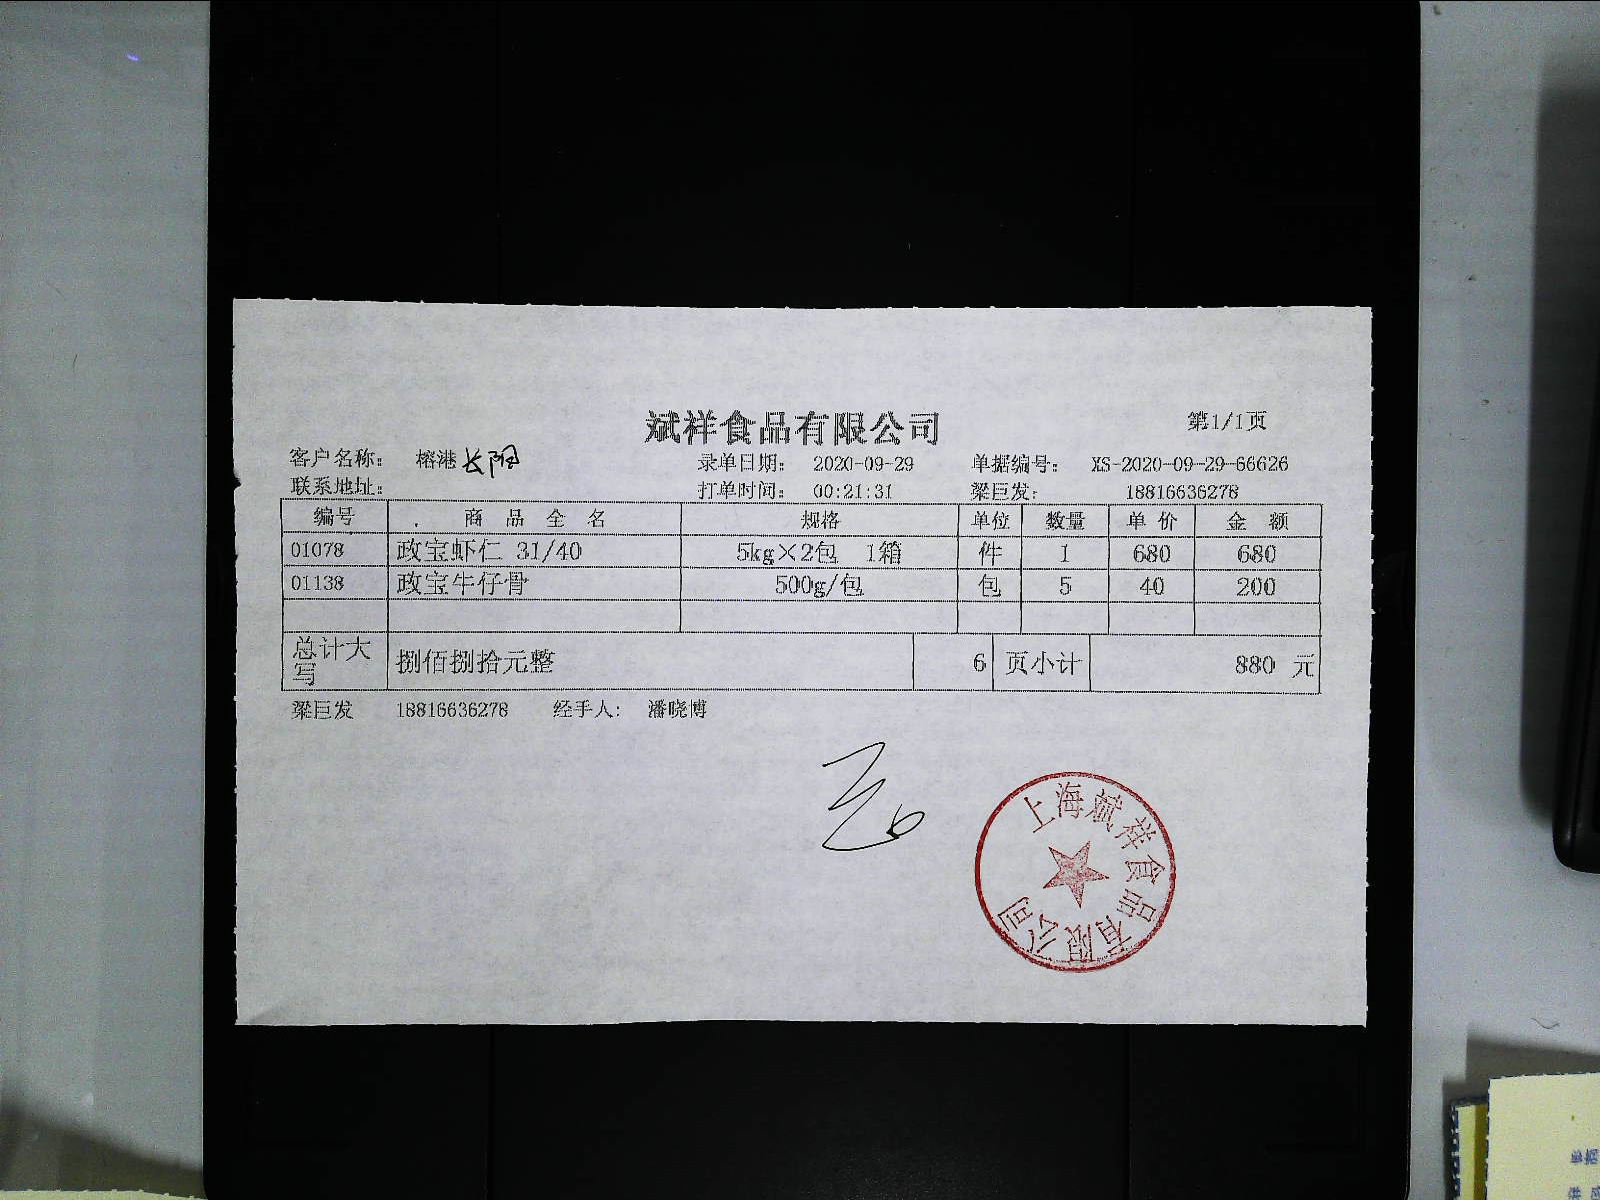 斌祥食品有限公司 第1/1页
客户名称: 榕港 长阳 录单日期: 2020-09-29 单据编号: XS-2020-09-29-66626
联系地址: 打单时间: 00:21:31 梁巨发: 18816636278
编号 商 品 全 名 规格 单位 数量 单 价 金 额
01078 政宝虾仁 31/40 5kg×2包 1箱 件 1 680 680
01138 政宝牛仔骨 500g/包 包 5 40 200
总计大写 捌佰捌拾元整 6 页小计 880 元
梁巨发 18816636278 经手人: 潘晓博
上海斌祥食品有限公司